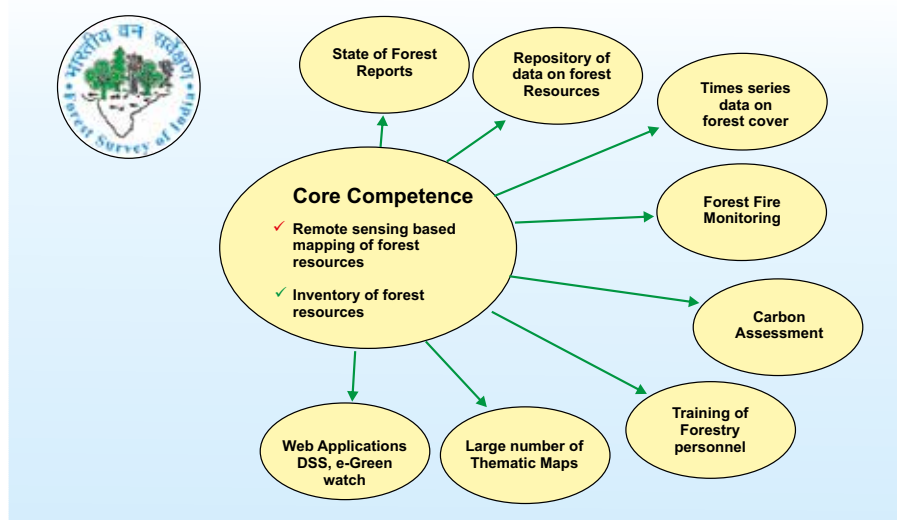 भारतीय वन सर्वेक्षण
Forest Survey of India
State of Forest
Reports
Repository of
data on forest
Resources
Times series
data on
forest cover
Core Competence
Remote sensing based
mapping of forest
resources
Inventory of forest
resources
Forest Fire
Monitoring
Carbon
Assessment
Training of
Forestry
personnel
Large number of
Thematic Maps
Web Applications
DSS, e-Green
watch